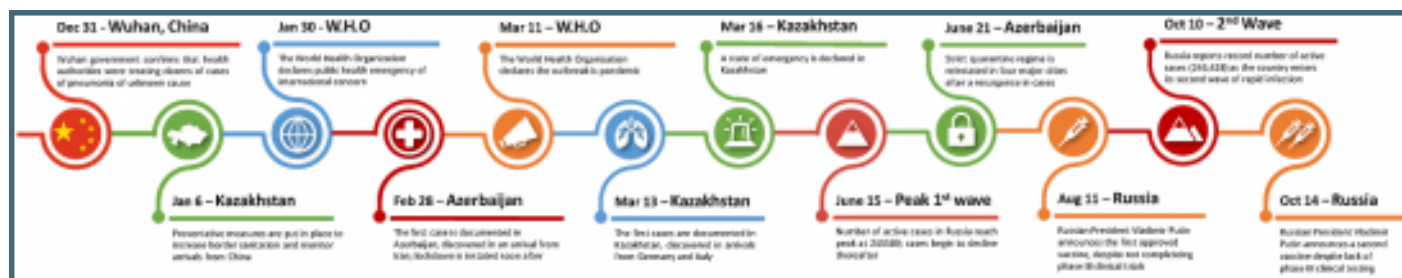 Dec 31 - Wuhan, China
Wuhan government confirms that health
authorities were treating dozens of cases
of pneumonia of unknown cause
Jan 6 – Kazakhstan
Preventative measures are put in place to
increase border sanitation and monitor
arrivals from China
Jan 30 - W.H.O
The World Health Organization
declares public health emergency of
international concern
Feb 28 – Azerbaijan
The first case is documented in
Azerbaijan, discovered in an arrival from
Iran; lockdown is initiated soon after
Mar 11 – W.H.O
The World Health Organization
declares the outbreak a pandemic
Mar 13 – Kazakhstan
The first cases are documented in
Kazakhstan, discovered in arrivals
from Germany and Italy
Mar 16 – Kazakhstan
A state of emergency is declared in
Kazakhstan
June 15 – Peak 1st wave
Number of active cases in Russia reach
peak at cases begin to decline
thereafter
June 21 – Azerbaijan
Strict quarantine regime is
reinstated in four major cities
after a resurgence in cases
Aug 11 – Russia
Russian President Vladimir Putin
announces the first approved
vaccine, despite not completing
phase III clinical trials
Oct 10 – 2nd Wave
Russia reports record number of active
cases as the country enters
its second wave of rapid infection
Oct 14 – Russia
Russian President Vladimir
Putin announces a second
vaccine despite lack of
phase III clinical testing